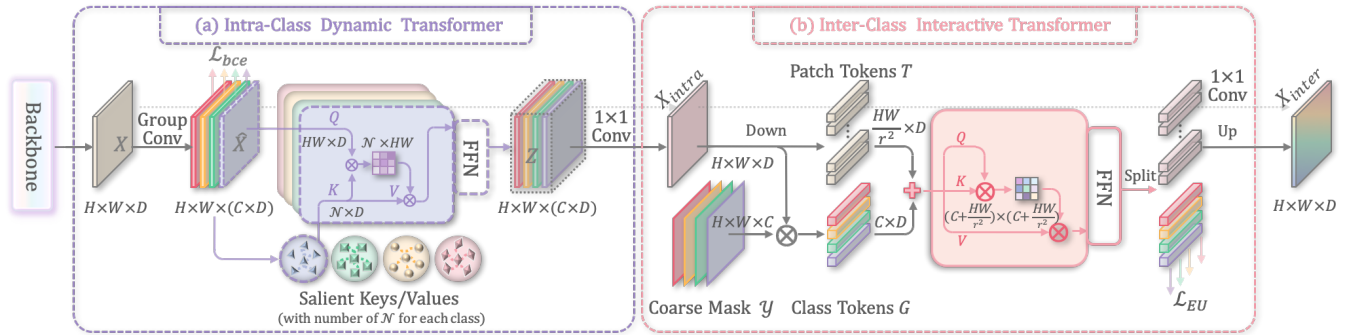 (a) Intra-Class Dynamic Transformer
(b) Inter-Class Interactive Transformer
Backbone
X
H×W×D
Group
Conv
ℒ_bce
X̂
H×W×(C×D)
Q
HW×D
𝒩×HW
K
V
𝒩×D
FFN
Salient Keys/Values
(with number of 𝒩 for each class)
Z
H×W×(C×D)
1×1
Conv
X_intra
Down
H×W×D
H×W×C
Coarse Mask 𝒴
Patch Tokens T
HW/r² ×D
C×D
Class Tokens G
Q
K
(C+HW/r²)×(C+HW/r²)
V
FFN
Split
1×1
Conv
Up
ℒ_EU
X_inter
H×W×D